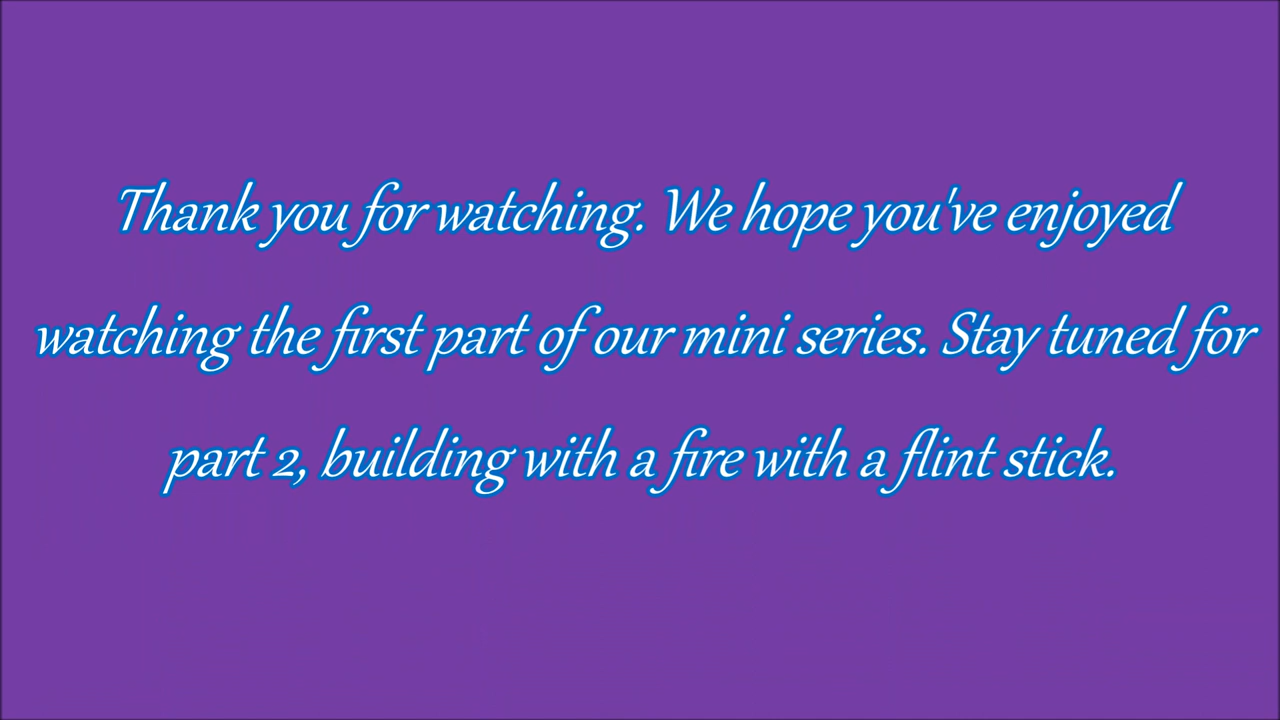 Thank you for watching. We hope you've enjoyed
watching the first part of our mini series. Stay tuned for
part 2, building with a fire with a flint stick.